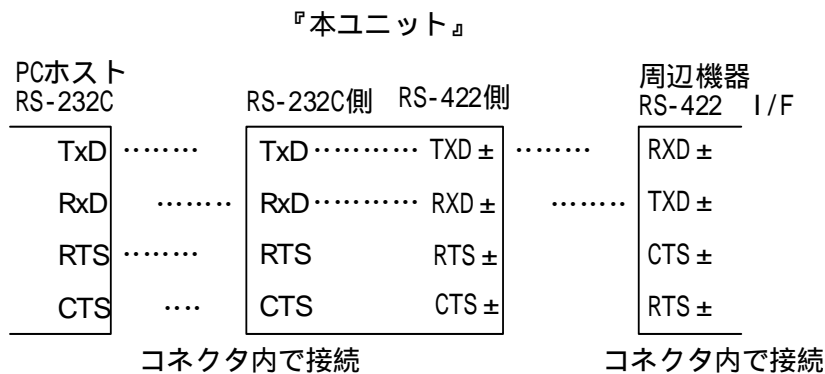 『本ユニット』
PCホスト 周辺機器
RS-232C RS-232C側 RS-422側 RS-422 I/F
TxD ········ TxD ············ TXD± ········ RXD±
RxD ········ RxD ············ RXD± ········ TXD±
RTS ········ RTS RTS± CTS±
CTS ···· CTS CTS± RTS±
コネクタ内で接続 コネクタ内で接続